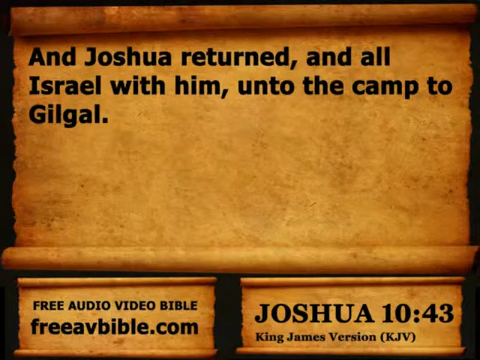 And Joshua returned, and all
Israel with him, unto the camp to
Gilgal.
FREE AUDIO VIDEO BIBLE
freeavbible.com
JOSHUA 10:43
King James Version (KJV)